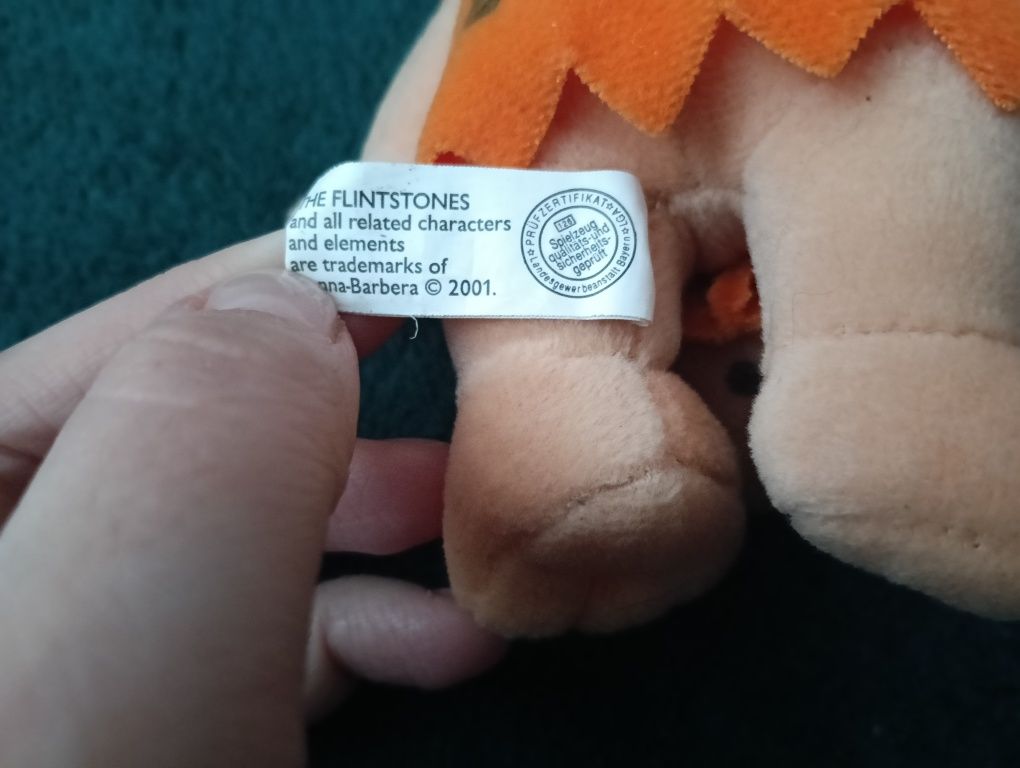 HE FLINTSTONES
and all related characters
and elements
are trademarks of
nna-Barbera © 2001.
PRÜFZERTIFIKAT☆LGA☆
Landesgewerbeanstalt Bayern
128
Spielzeug
qualitäts-und
sicherheits-
geprüft